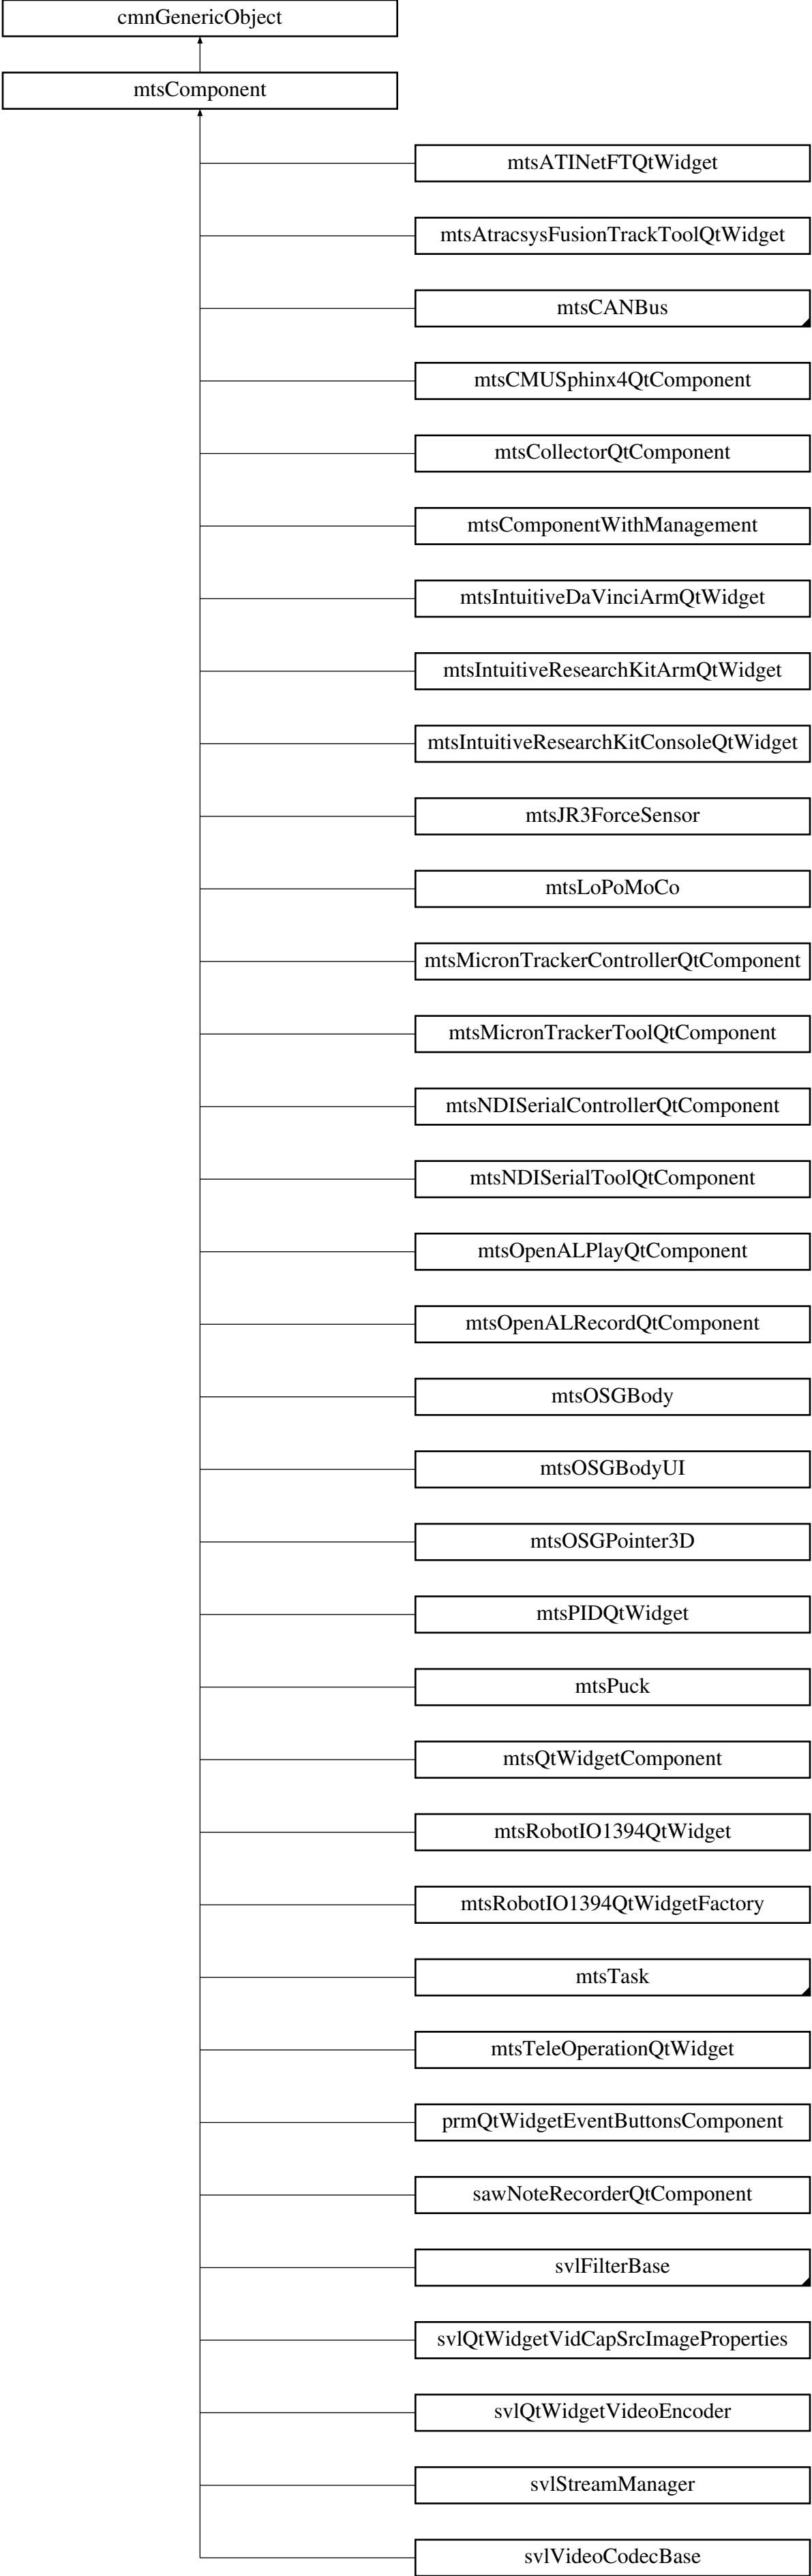 cmnGenericObject
mtsComponent
mtsATINetFTQtWidget
mtsAtracsysFusionTrackToolQtWidget
mtsCANBus
mtsCMUSphinx4QtComponent
mtsCollectorQtComponent
mtsComponentWithManagement
mtsIntuitiveDaVinciArmQtWidget
mtsIntuitiveResearchKitArmQtWidget
mtsIntuitiveResearchKitConsoleQtWidget
mtsJR3ForceSensor
mtsLoPoMoCo
mtsMicronTrackerControllerQtComponent
mtsMicronTrackerToolQtComponent
mtsNDISerialControllerQtComponent
mtsNDISerialToolQtComponent
mtsOpenALPlayQtComponent
mtsOpenALRecordQtComponent
mtsOSGBody
mtsOSGBodyUI
mtsOSGPointer3D
mtsPIDQtWidget
mtsPuck
mtsQtWidgetComponent
mtsRobotIO1394QtWidget
mtsRobotIO1394QtWidgetFactory
mtsTask
mtsTeleOperationQtWidget
prmQtWidgetEventButtonsComponent
sawNoteRecorderQtComponent
svlFilterBase
svlQtWidgetVidCapSrcImageProperties
svlQtWidgetVideoEncoder
svlStreamManager
svlVideoCodecBase